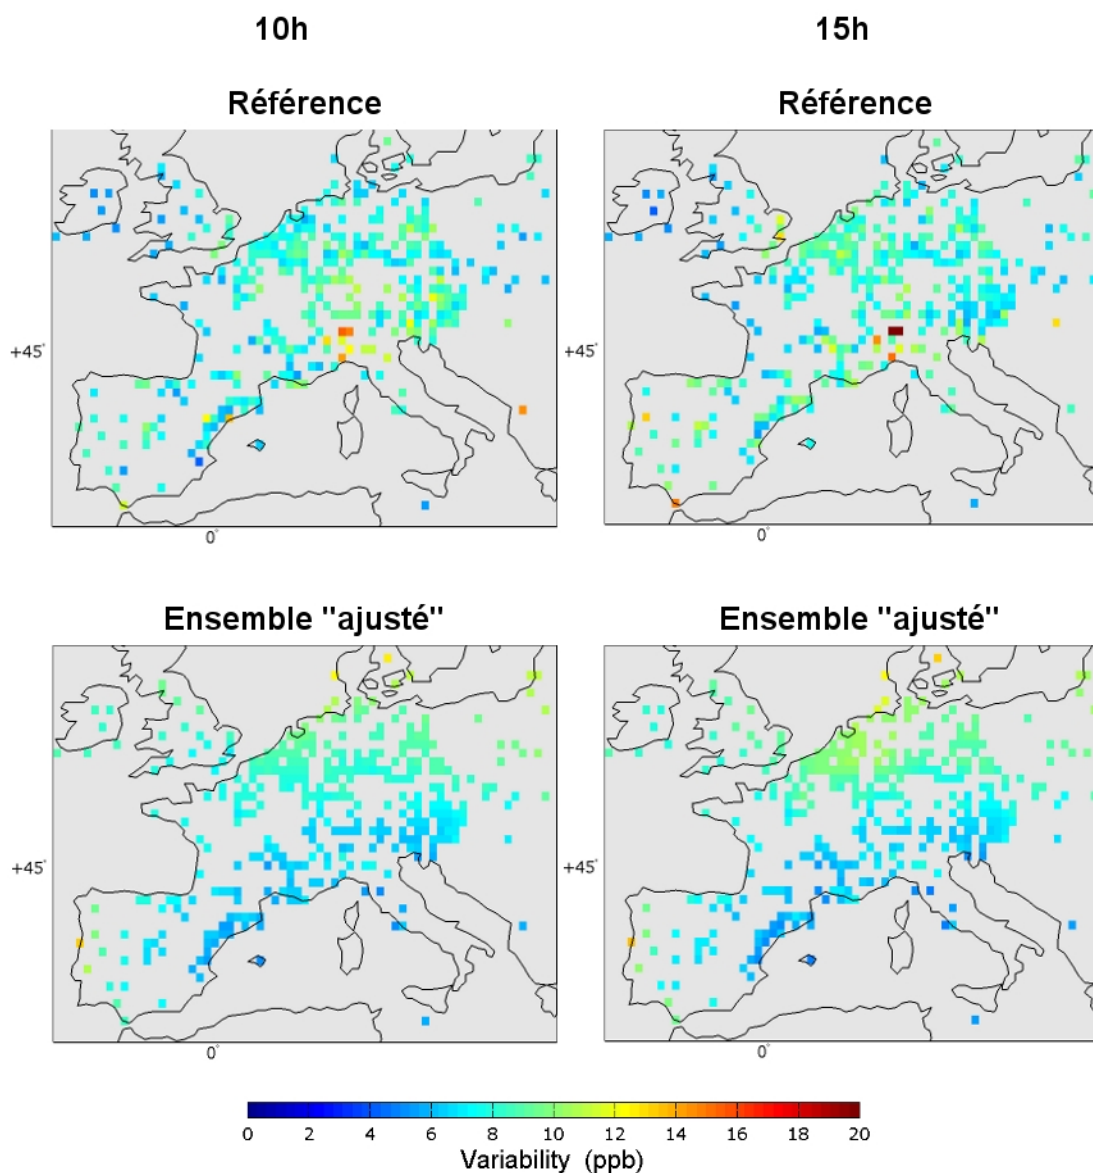 10h 15h
Référence Référence
+45° +45°
0° 0°
Ensemble "ajusté" Ensemble "ajusté"
+45° +45°
0° 0°
0 2 4 6 8 10 12 14 16 18 20
Variability (ppb)